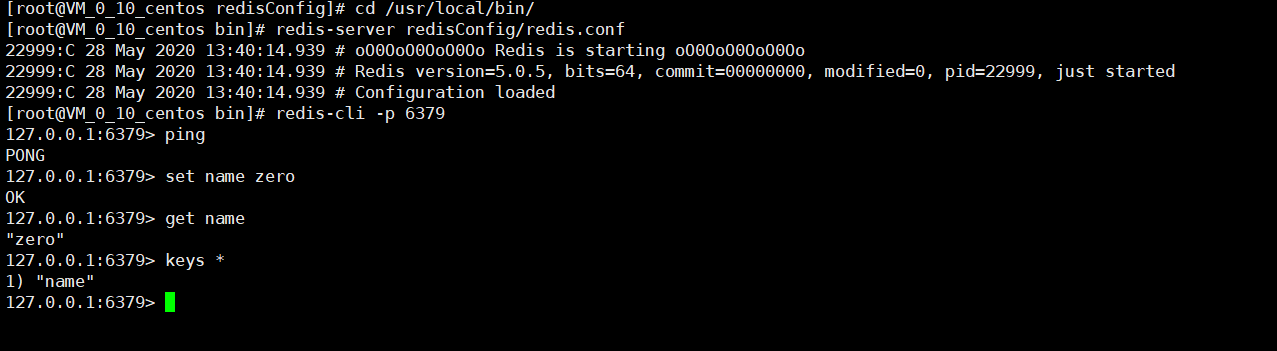 [root@VM_0_10_centos redisConfig]# cd /usr/local/bin/
[root@VM_0_10_centos bin]# redis-server redisConfig/redis.conf
22999:C 28 May 2020 13:40:14.939 # oO0OoO0OoO0Oo Redis is starting oO0OoO0OoO0Oo
22999:C 28 May 2020 13:40:14.939 # Redis version=5.0.5, bits=64, commit=00000000, modified=0, pid=22999, just started
22999:C 28 May 2020 13:40:14.939 # Configuration loaded
[root@VM_0_10_centos bin]# redis-cli -p 6379
127.0.0.1:6379> ping
PONG
127.0.0.1:6379> set name zero
OK
127.0.0.1:6379> get name
"zero"
127.0.0.1:6379> keys *
1) "name"
127.0.0.1:6379>